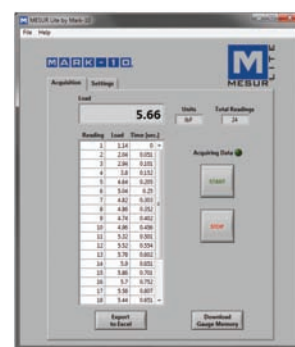 MESUR Lite by Mark-10
File Help
MARK-10
M
MESUR
LITE
Acquisition Settings
Load
5.66
Units
lbF
Total Readings
24
Reading Load Time [sec.]
1 1.14 0
2 2.04 0.051
3 2.94 0.101
4 3.8 0.152
5 4.64 0.205
6 5.04 0.25
7 4.82 0.303
8 4.86 0.352
9 4.74 0.402
10 4.96 0.456
11 5.32 0.501
12 5.52 0.554
13 5.78 0.602
14 5.9 0.651
15 5.86 0.701
16 5.7 0.752
17 5.58 0.807
18 5.44 0.851
Acquiring Data
START
STOP
Export
to Excel
Download
Gauge Memory